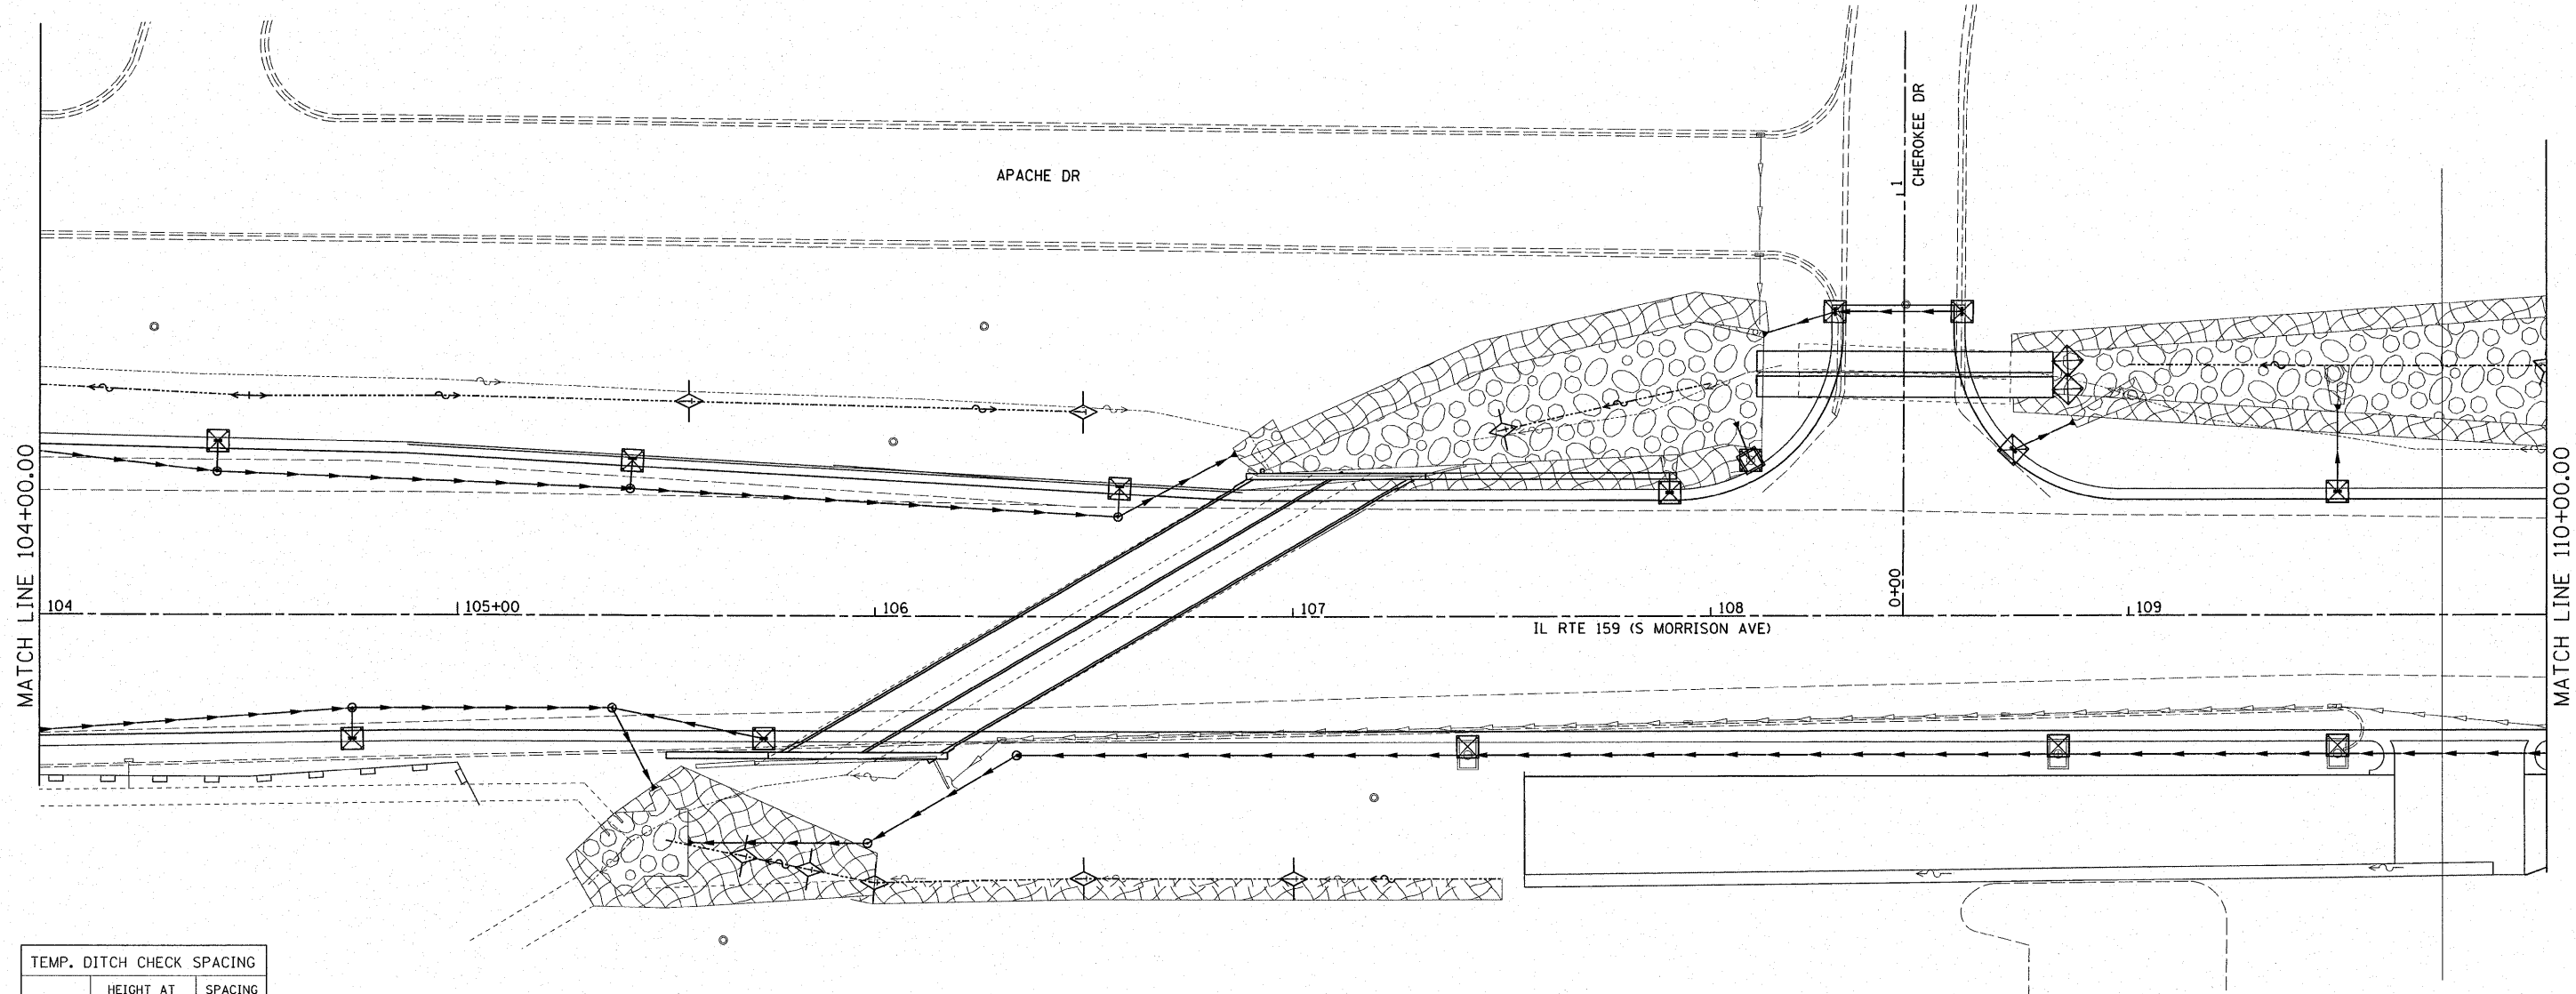 APACHE DR
CHEROKEE DR
1
0+00
MATCH LINE 104+00.00
MATCH LINE 110+00.00
104
105+00
106
107
108
109
IL RTE 159 (S MORRISON AVE)
TEMP. DITCH CHECK SPACING
HEIGHT AT
SPACING